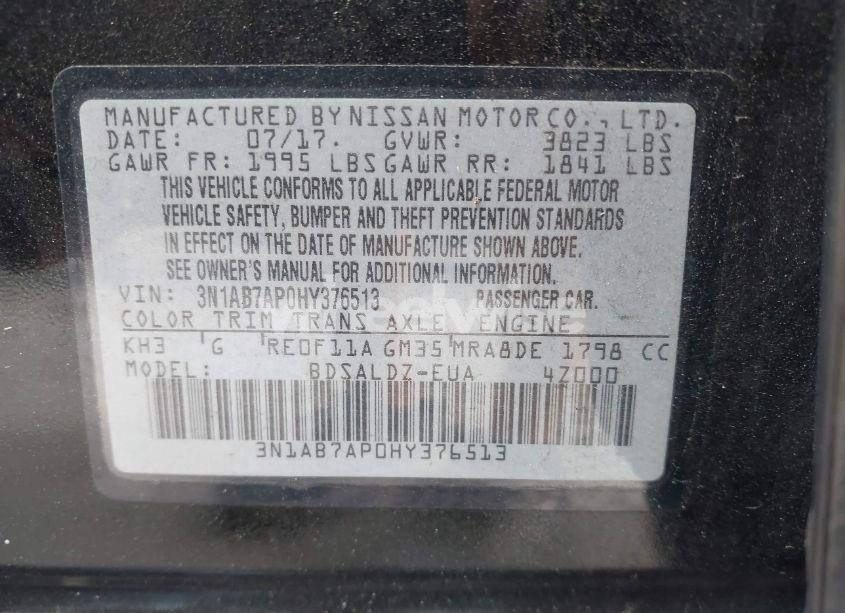 MANUFACTURED BY NISSAN MOTOR CO., LTD.
DATE: 07/17. GVWR: 3823 LBS
GAWR FR: 1995 LBS GAWR RR: 1841 LBS
THIS VEHICLE CONFORMS TO ALL APPLICABLE FEDERAL MOTOR
VEHICLE SAFETY, BUMPER AND THEFT PREVENTION STANDARDS
IN EFFECT ON THE DATE OF MANUFACTURE SHOWN ABOVE.
SEE OWNER'S MANUAL FOR ADDITIONAL INFORMATION.
VIN: 3N1AB7AP0HY376513 PASSENGER CAR.
COLOR TRIM TRANS AXLE ENGINE
KH3 G RE0F11A GM35 MRA8DE 1798 CC
MODEL: BDSALDZ-EUA 4Z000
3N1AB7AP0HY376513